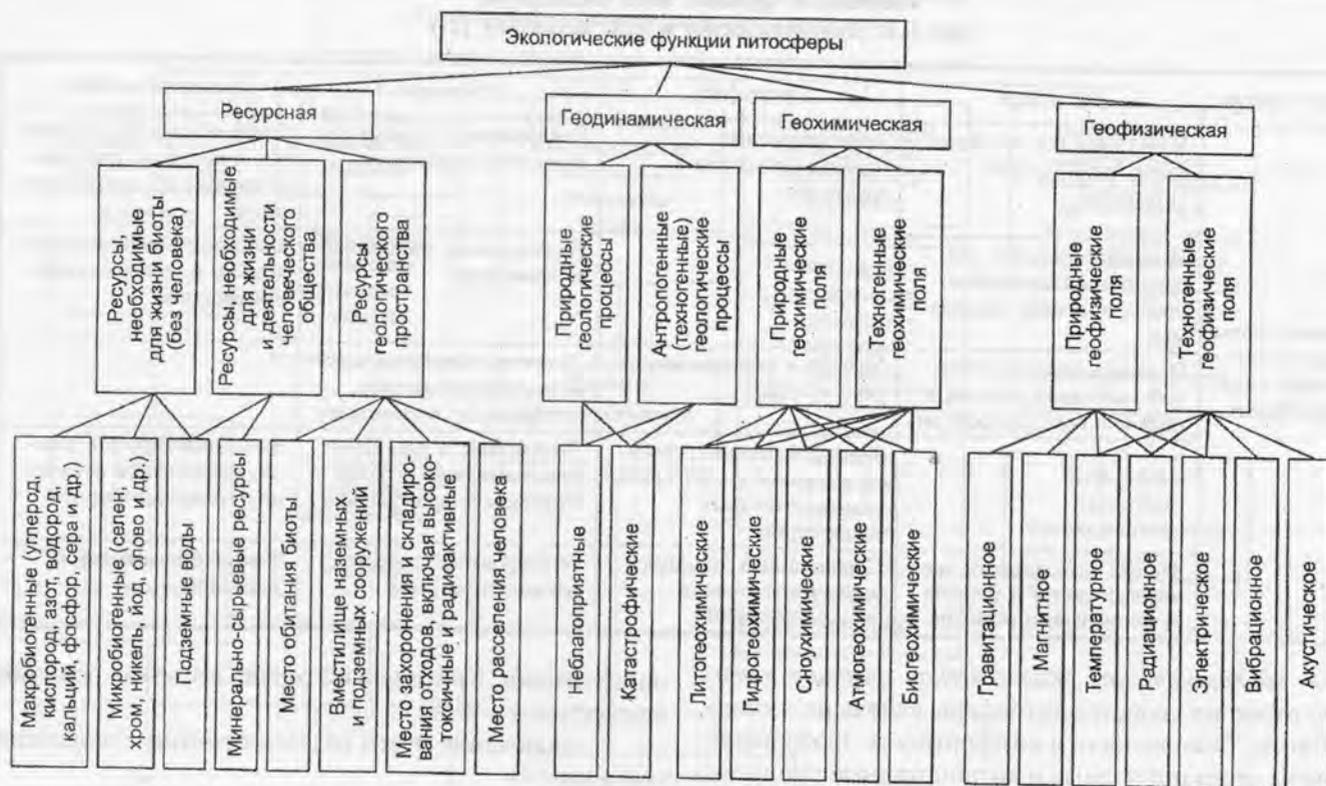 Экологические функции литосферы
Ресурсная
Геодинамическая
Геохимическая
Геофизическая
Ресурсы,
необходимые
для жизни биоты
(без человека)
Ресурсы, необходимые
для жизни
и деятельности
человеческого
общества
Ресурсы
геологического
пространства
Природные
геологические
процессы
Антропогенные
(техногенные)
геологические
процессы
Природные
геохимические
поля
Техногенные
геохимические
поля
Природные
геофизические
поля
Техногенные
геофизические
поля
Макробиогенные (углерод,
кислород, азот, водород,
кальций, фосфор, сера и др.)
Микробиогенные (селен,
хром, никель, йод, олово и др.)
Подземные воды
Минерально-сырьевые ресурсы
Место обитания биоты
Вместилище наземных
и подземных сооружений
Место захоронения и складиро-
вания отходов, включая высоко-
токсичные и радиоактивные
Место расселения человека
Неблагоприятные
Катастрофические
Литогеохимические
Гидрогеохимические
Сноухимические
Атмогеохимические
Биогеохимические
Гравитационное
Магнитное
Температурное
Радиационное
Электрическое
Вибрационное
Акустическое